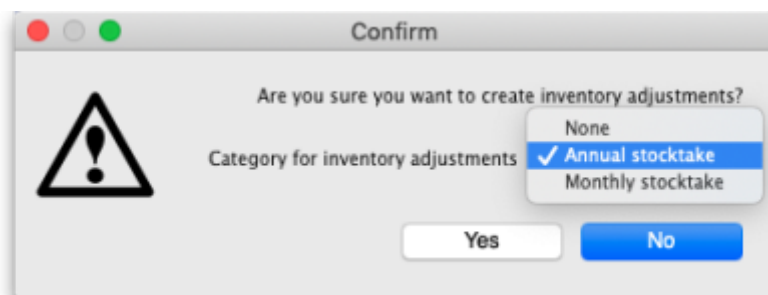 Confirm
Are you sure you want to create inventory adjustments?
None
Category for inventory adjustments ✓ Annual stocktake
Monthly stocktake
Yes No